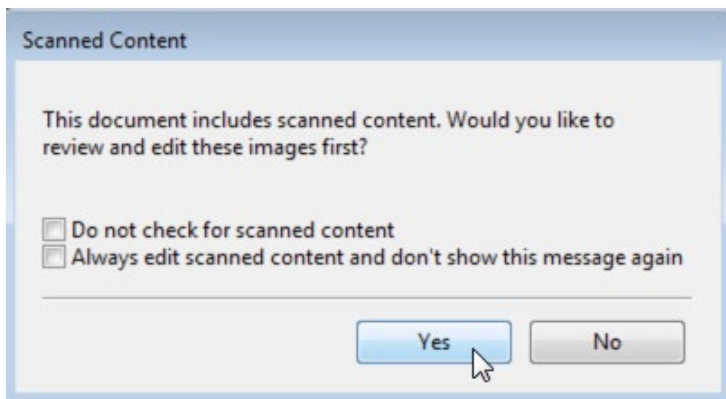 Scanned Content
This document includes scanned content. Would you like to
review and edit these images first?
Do not check for scanned content
Always edit scanned content and don't show this message again
Yes
No